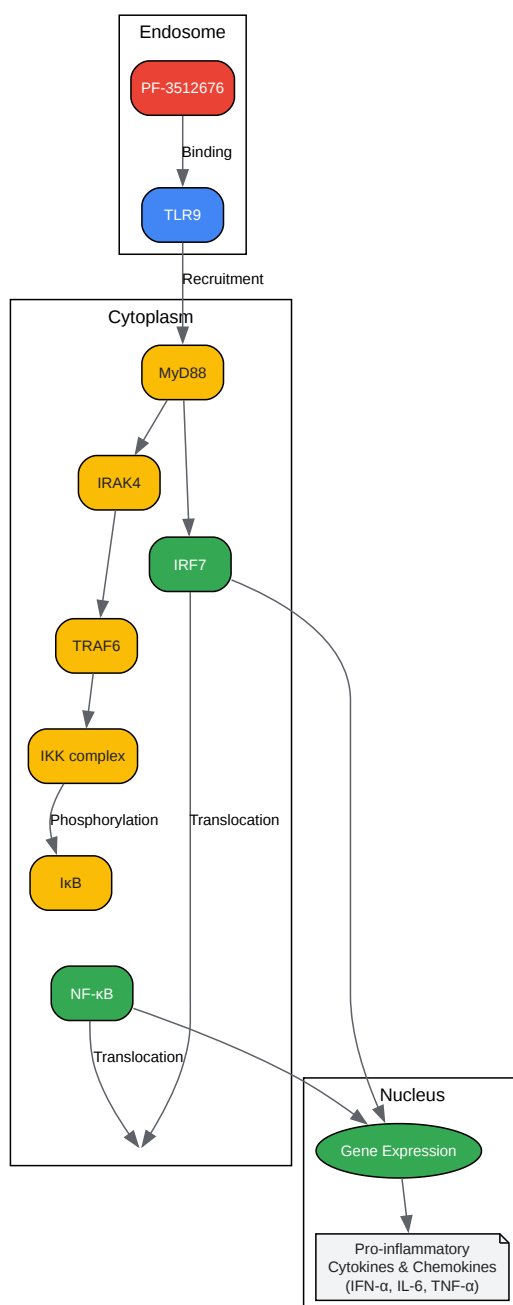 Endosome
PF-3512676
Binding
TLR9
Recruitment
Cytoplasm
MyD88
IRAK4
IRF7
TRAF6
IKK complex
Phosphorylation
Translocation
IκB
NF-κB
Translocation
Nucleus
Gene Expression
Pro-inflammatory
Cytokines & Chemokines
(IFN-α, IL-6, TNF-α)